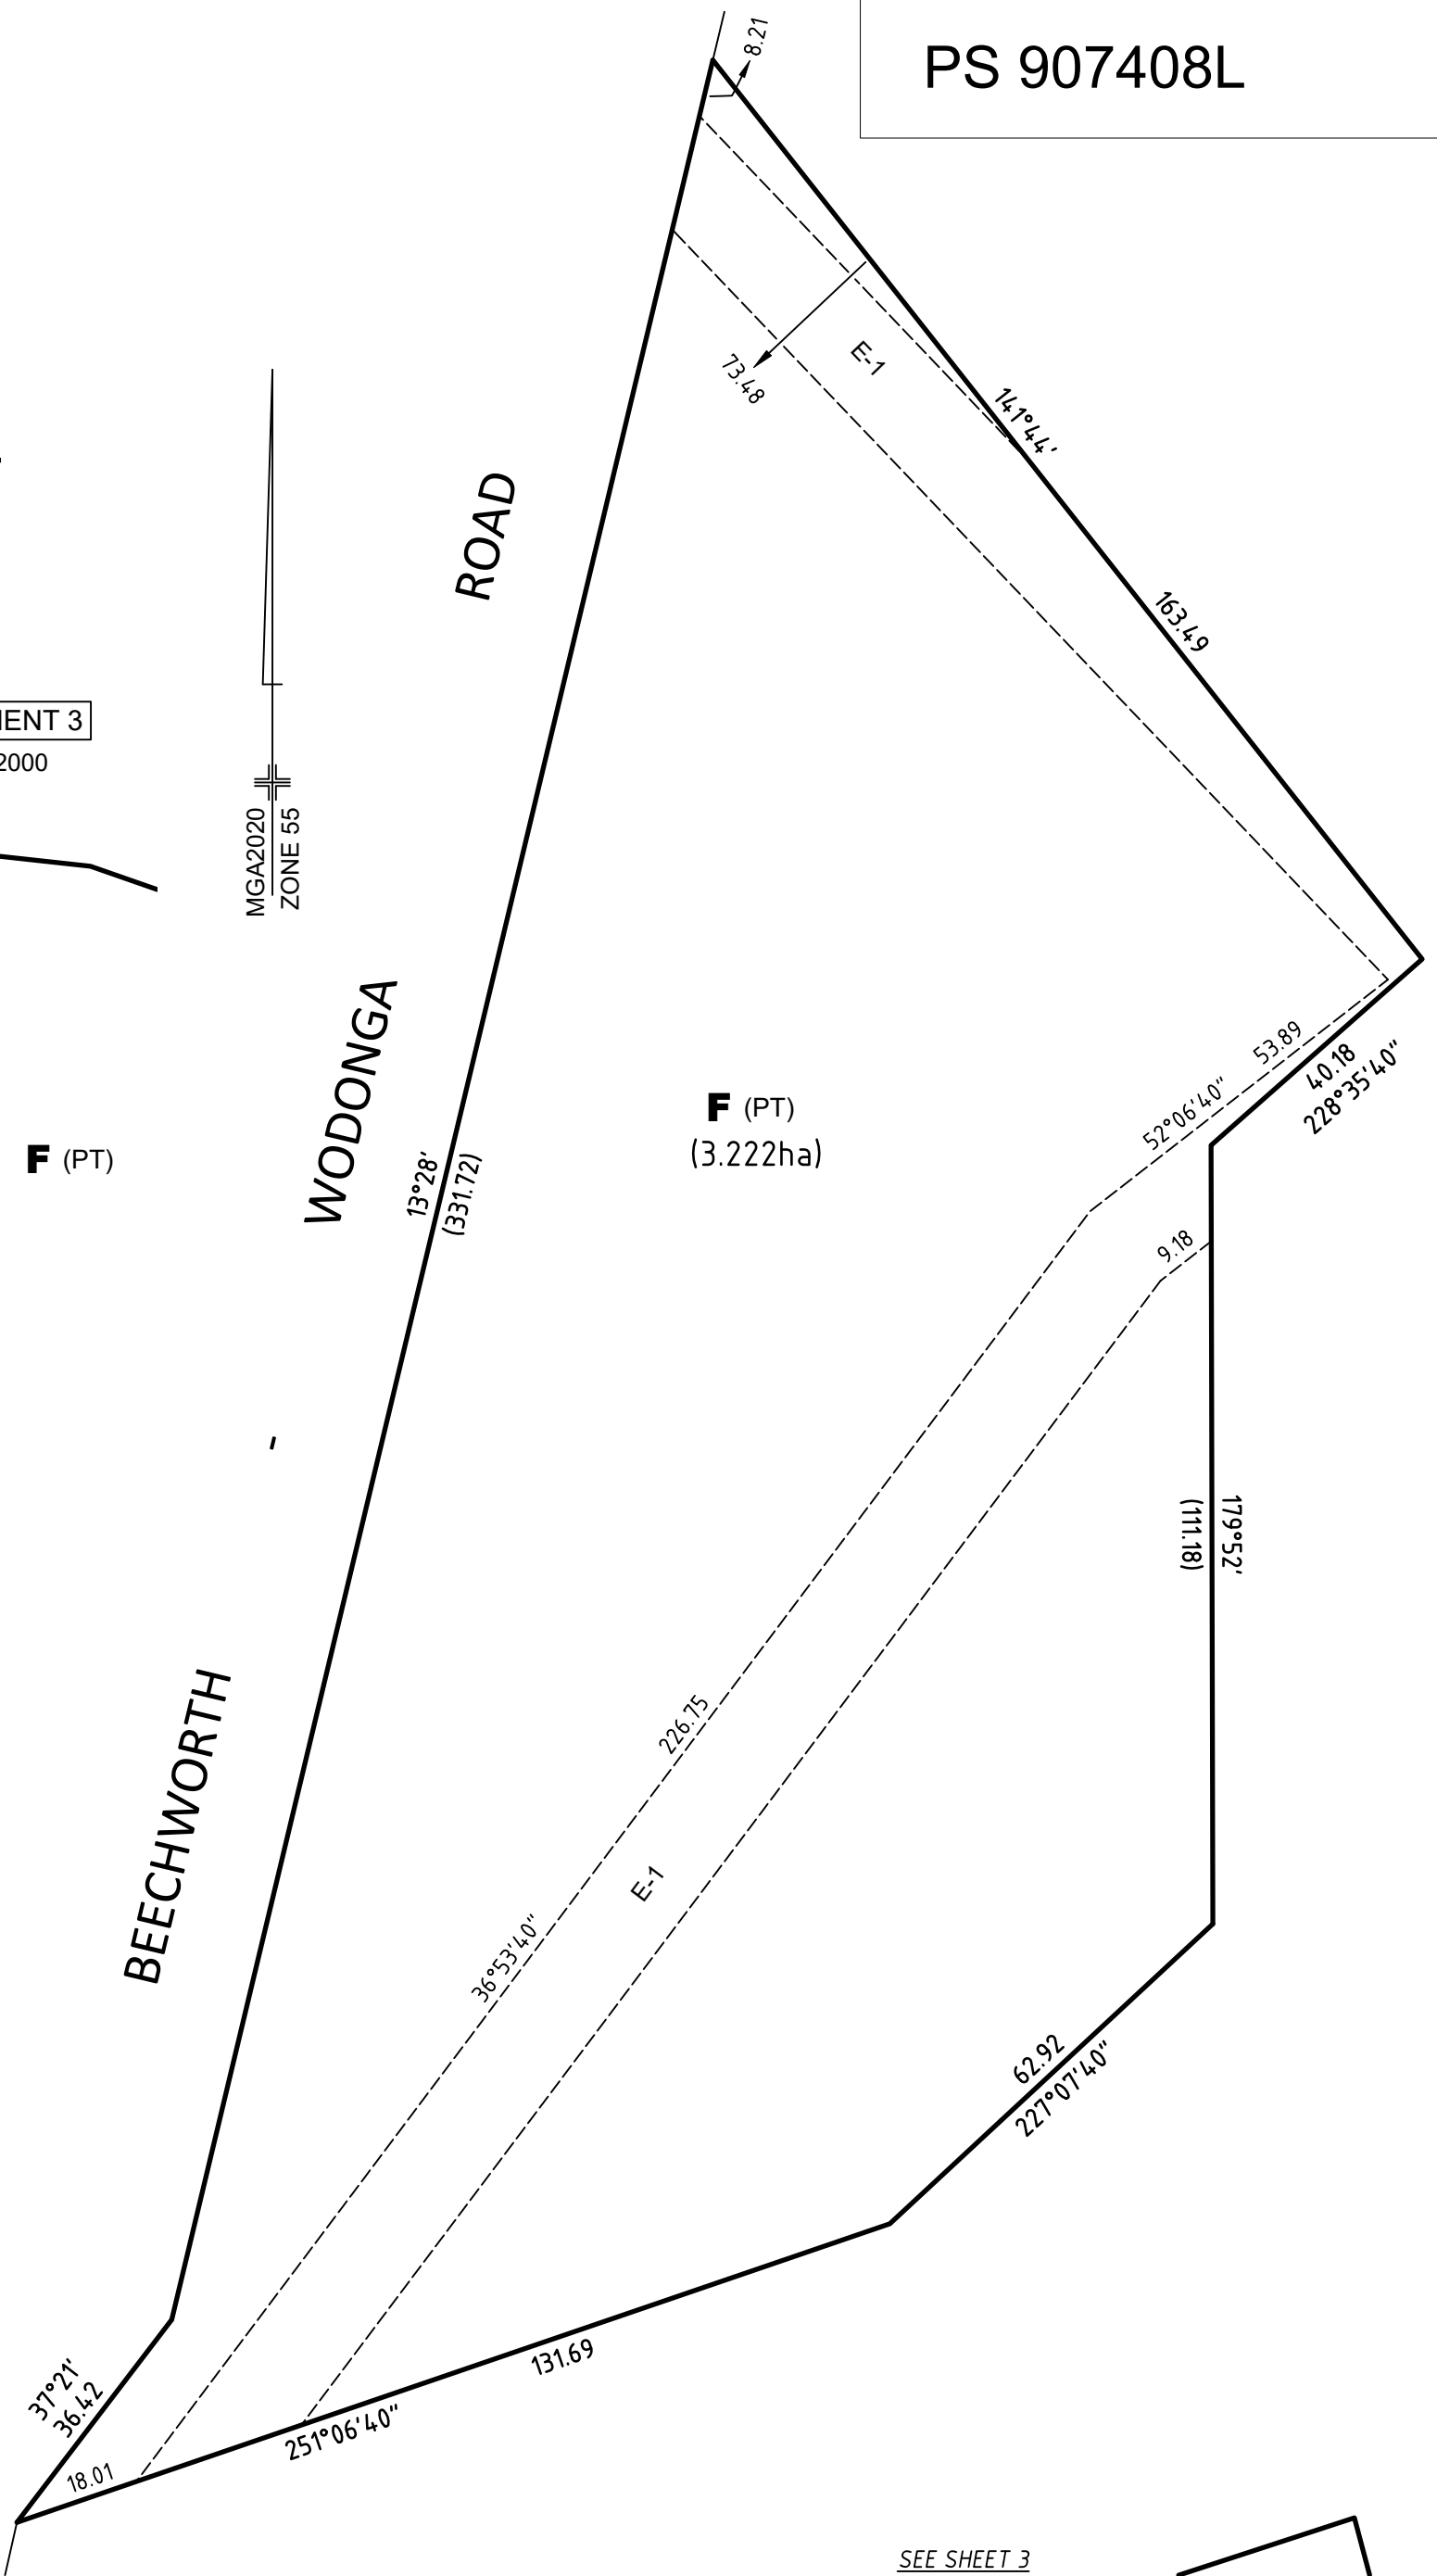 PS 907408L
8.21
73.48
E-1
141°44'
163.49
ROAD
ENT 3
2000
MGA2020
ZONE 55
WODONGA
13°28'
(331.72)
F (PT)
F (PT)
(3.222ha)
53.89
52°06'40"
40.18
228°35'40"
9.18
179°52'
(111.18)
-
226.75
E-1
36°53'40"
BEECHWORTH
62.92
227°07'40"
131.69
251°06'40"
37°21'
36.42
18.01
SEE SHEET 3